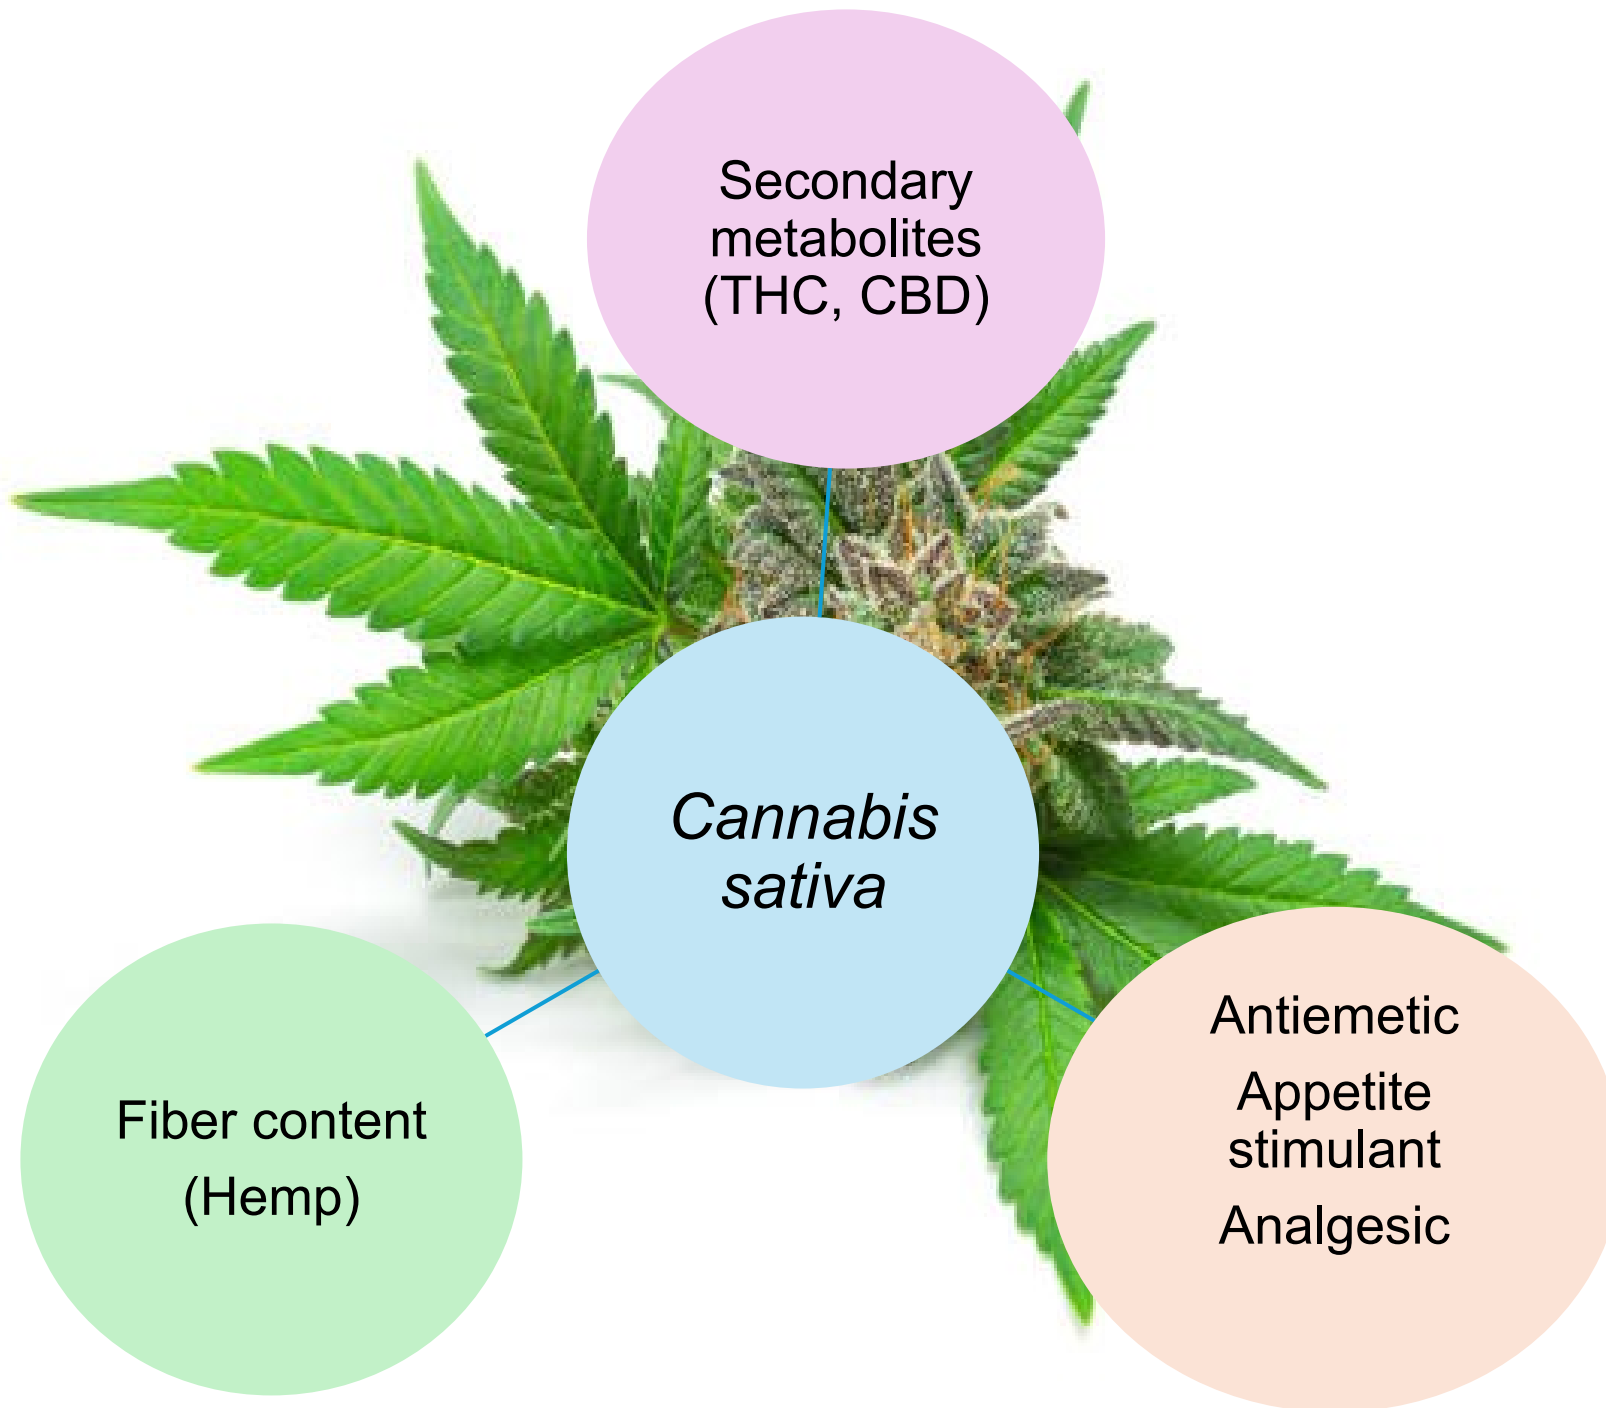 Secondary
metabolites
(THC, CBD)
Cannabis
sativa
Fiber content
(Hemp)
Antiemetic
Appetite
stimulant
Analgesic